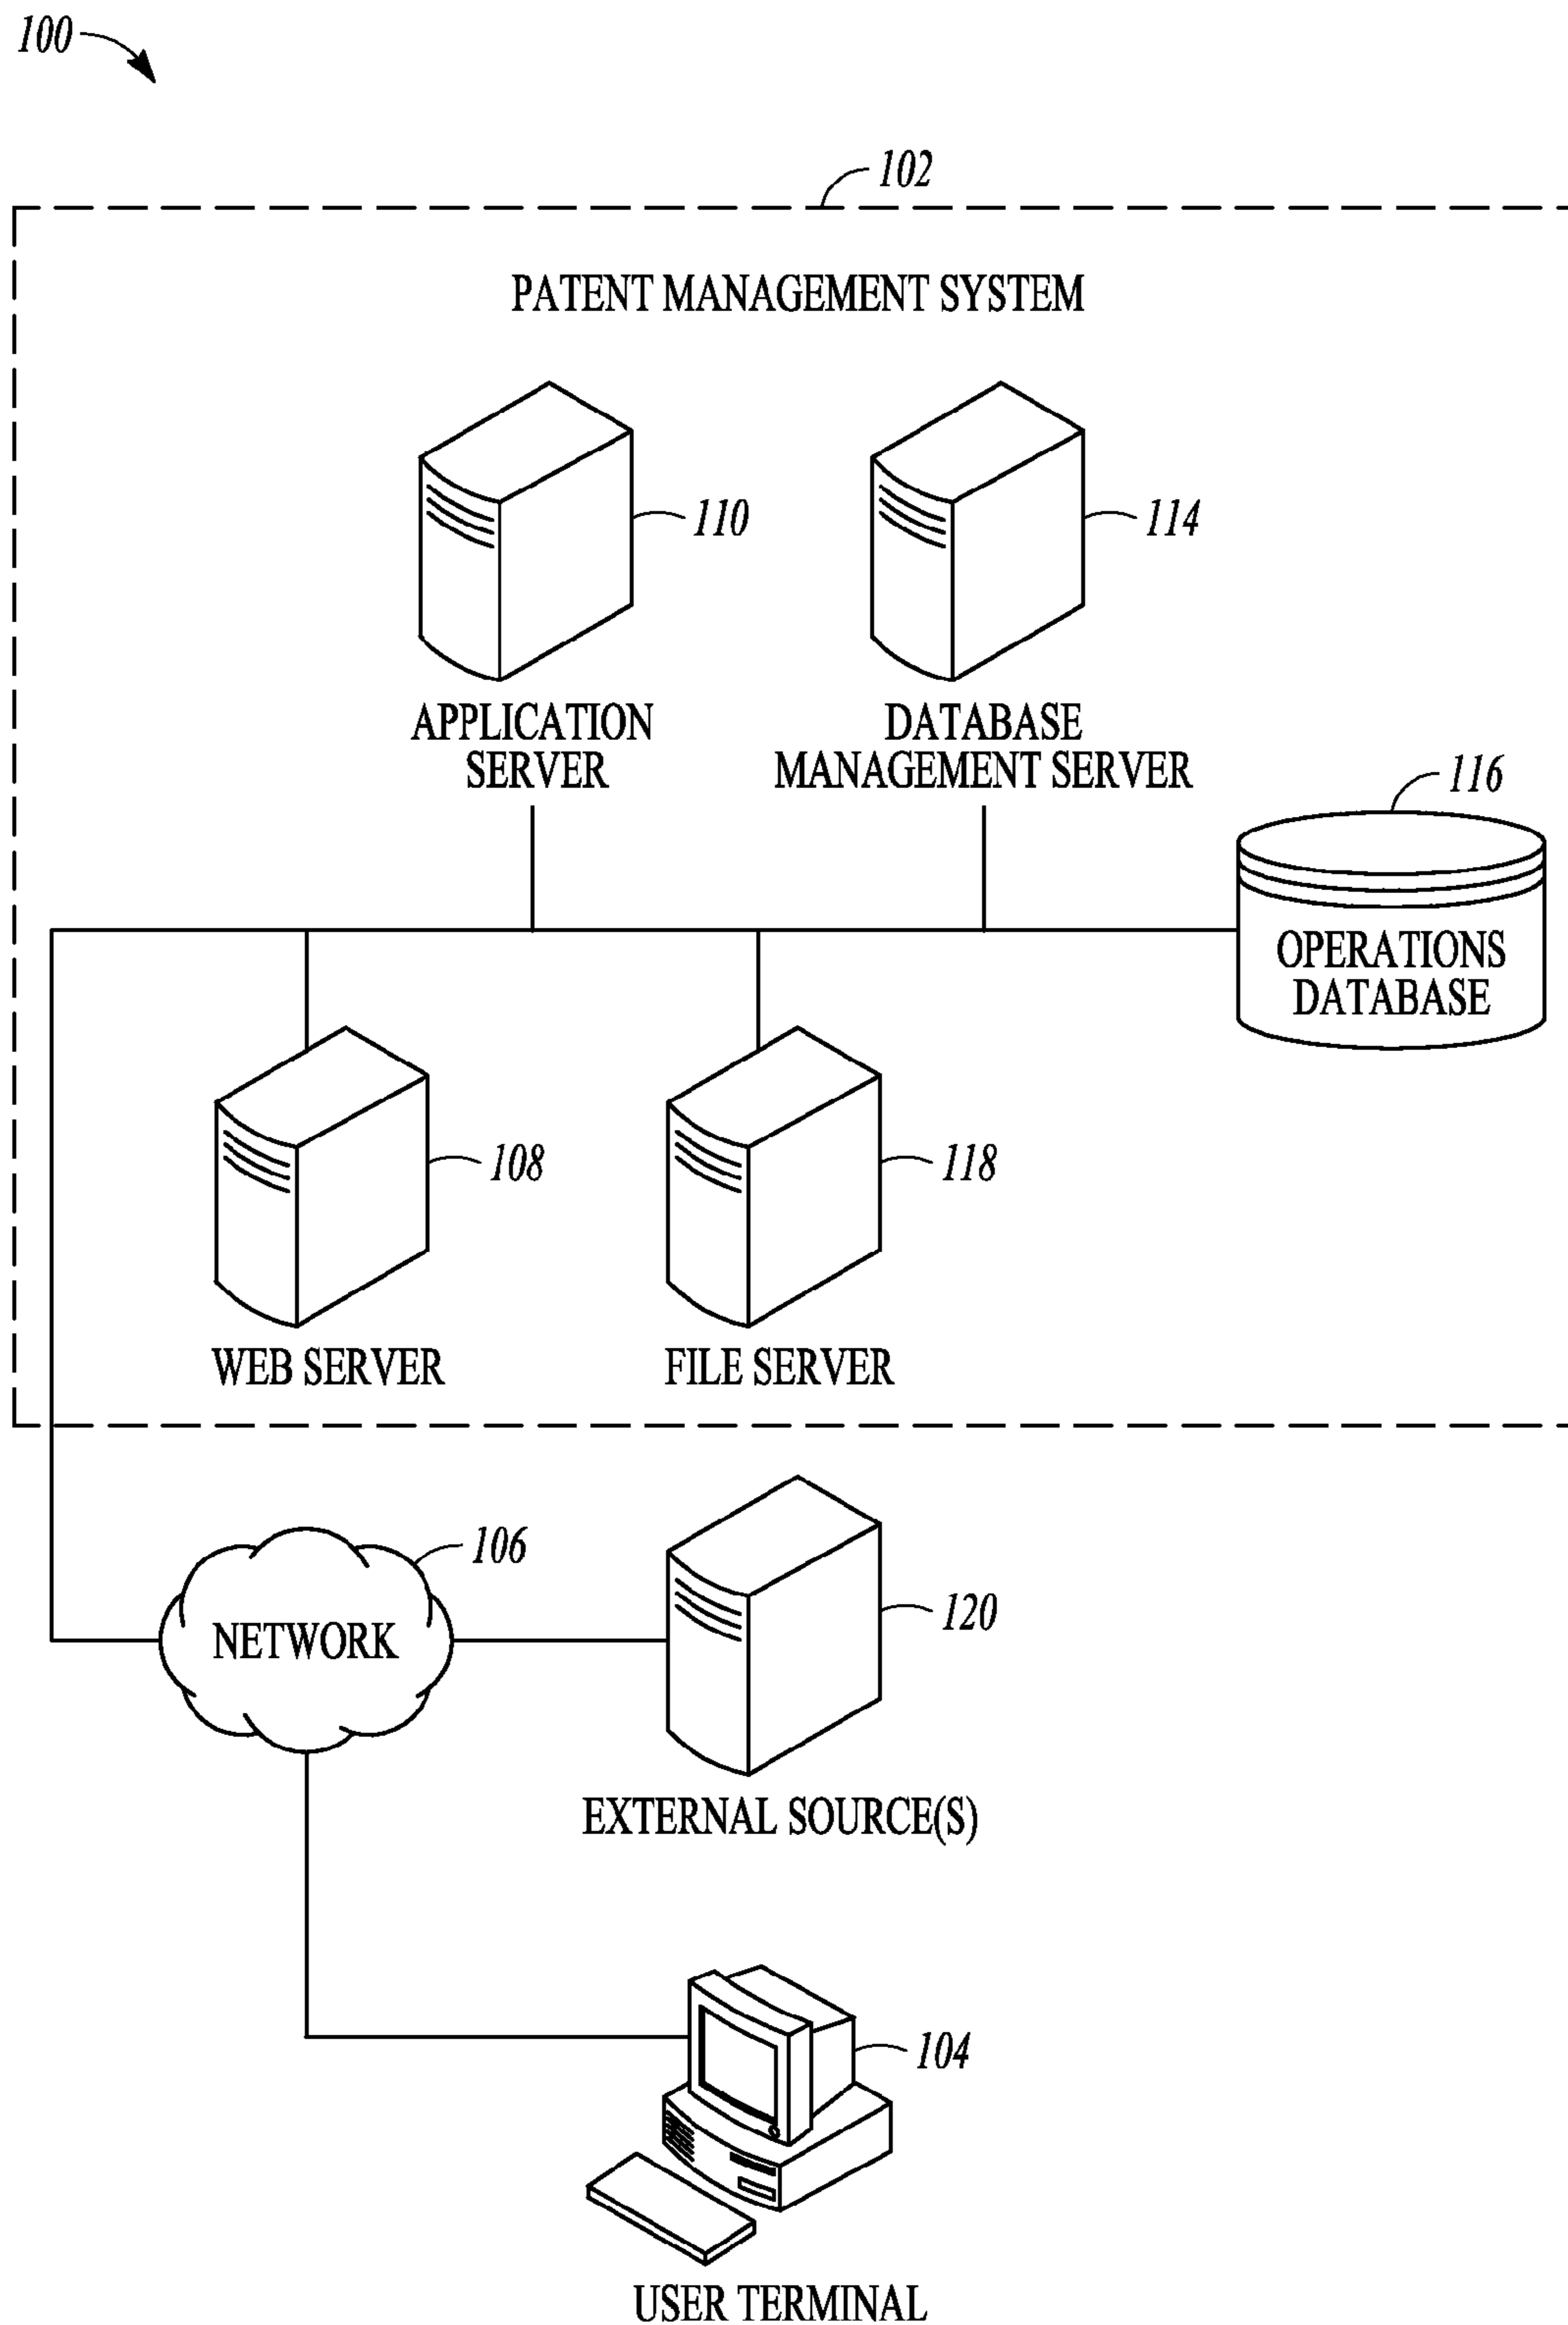 100
102
PATENT MANAGEMENT SYSTEM
110
114
APPLICATION
SERVER
DATABASE
MANAGEMENT SERVER
116
OPERATIONS
DATABASE
108
118
WEB SERVER
FILE SERVER
106
NETWORK
120
EXTERNAL SOURCE(S)
104
USER TERMINAL